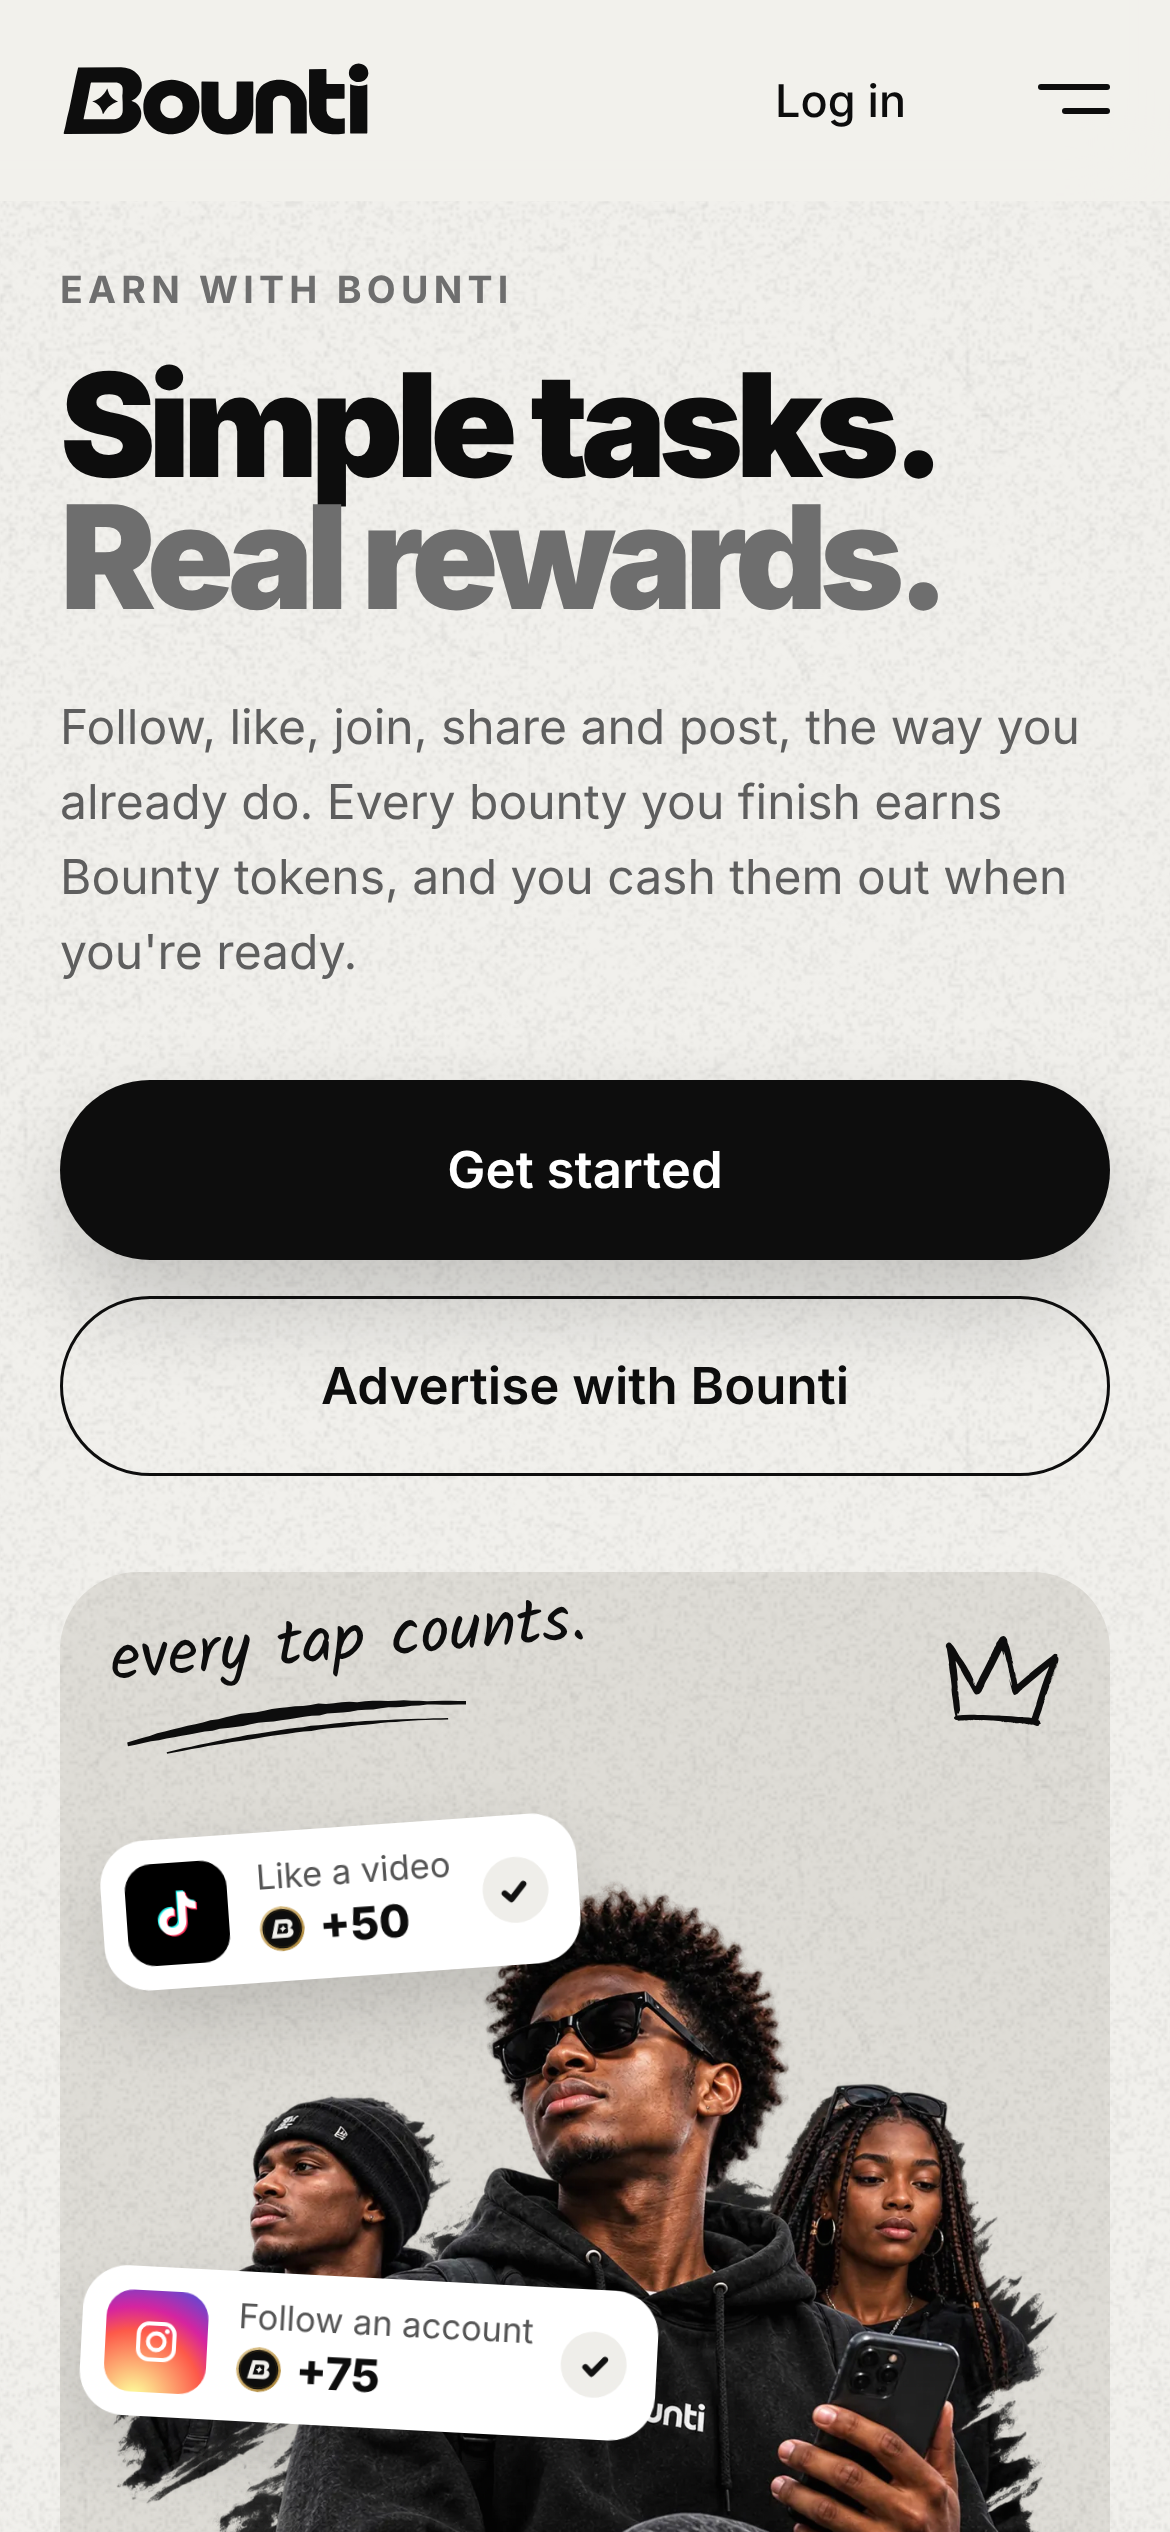 Bounti
Log in
EARN WITH BOUNTI
Simple tasks.
Real rewards.
Follow, like, join, share and post, the way you
already do. Every bounty you finish earns
Bounty tokens, and you cash them out when
you're ready.
Get started
Advertise with Bounti
every tap counts.
Like a video
B +50
Follow an account
B +75
unti